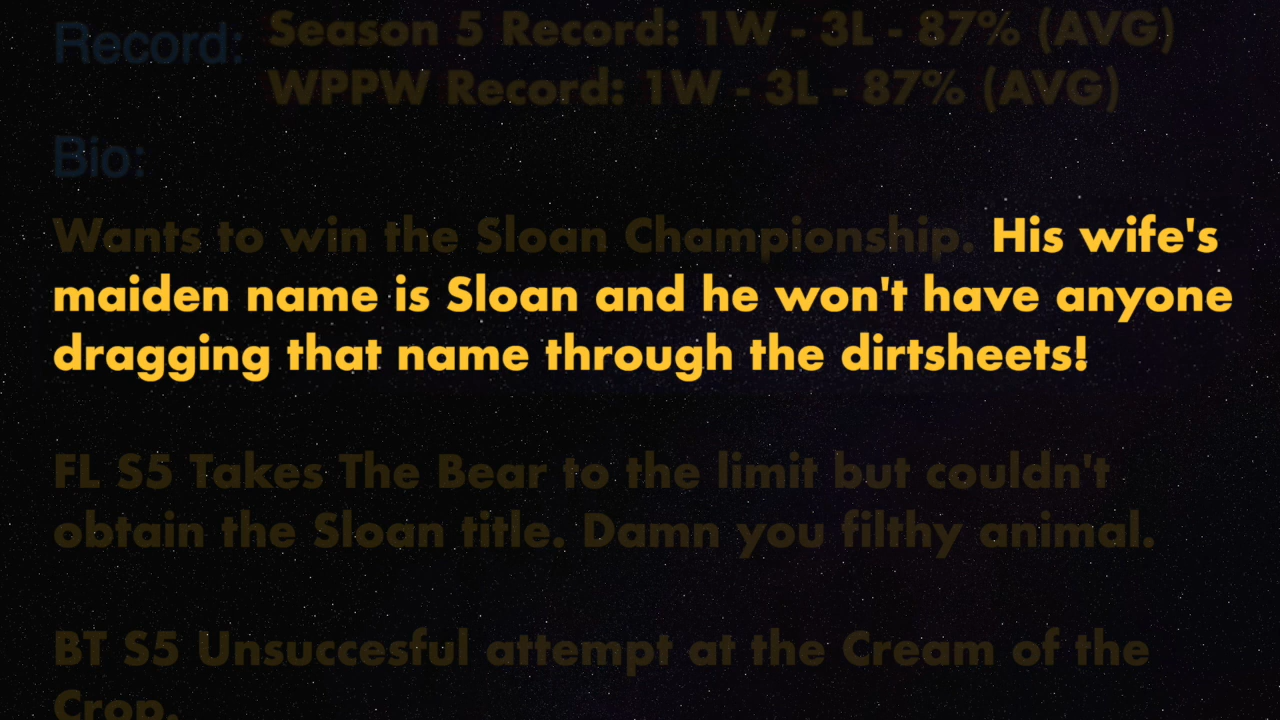 Record: Season 5 Record: 1W - 3L - 87% (AVG)
WPPW Record: 1W - 3L - 87% (AVG)
Bio:
Wants to win the Sloan Championship. His wife's
maiden name is Sloan and he won't have anyone
dragging that name through the dirtsheets!
FL S5 Takes The Bear to the limit but couldn't
obtain the Sloan title. Damn you filthy animal.
BT S5 Unsuccesful attempt at the Cream of the
Crop.